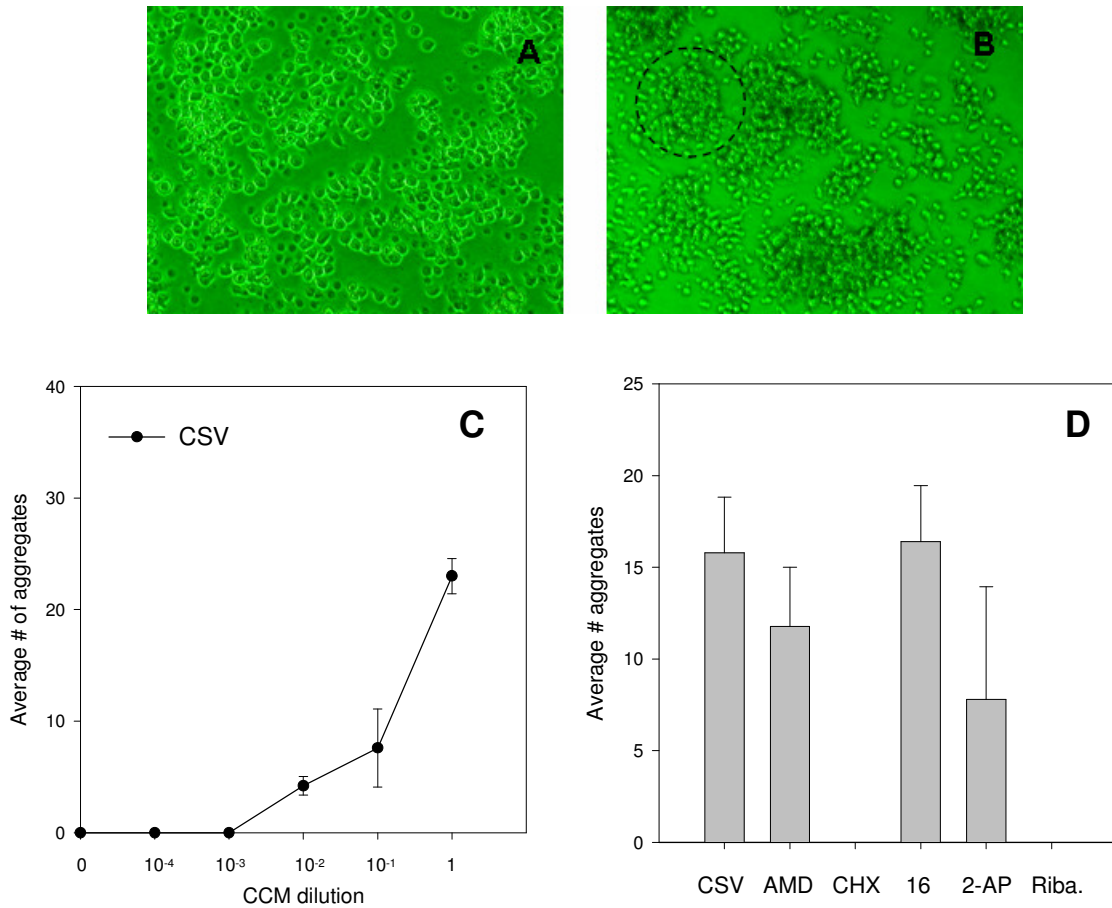 A
B
C
CSV
40
30
20
10
0
Average # of aggregates
0 10⁻⁴ 10⁻³ 10⁻² 10⁻¹ 1
CCM dilution
D
25
20
15
10
5
0
Average # aggregates
CSV AMD CHX 16 2-AP Riba.